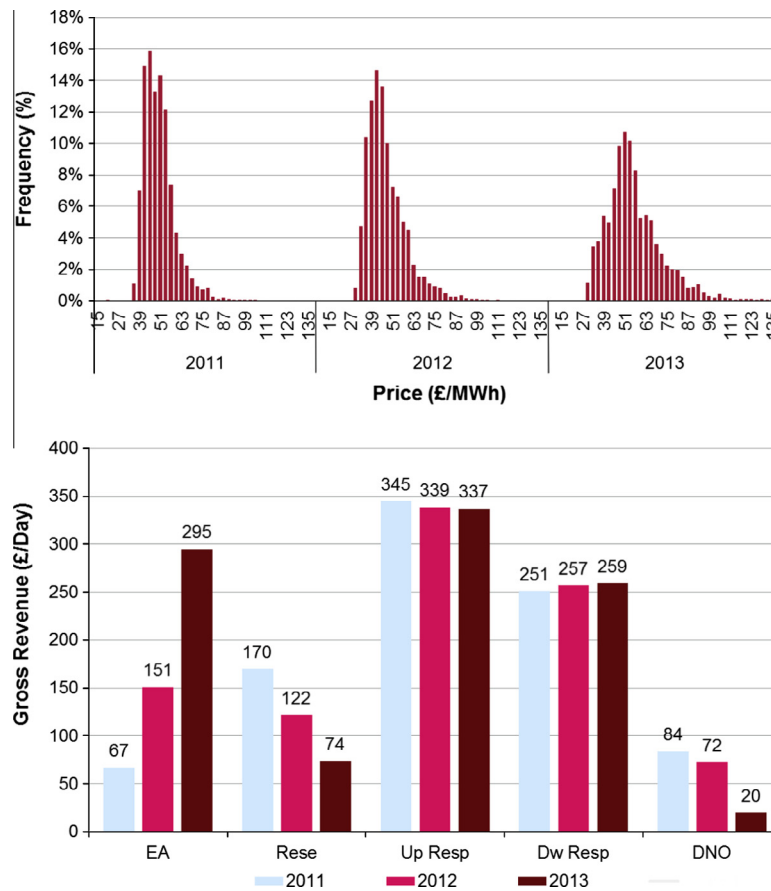 18%
16%
14%
12%
10%
8%
6%
4%
2%
0%
Frequency (%)
15 27 39 51 63 75 87 99 111 123 135 15 27 39 51 63 75 87 99 111 123 135 15 27 39 51 63 75 87 99 111 123 135
2011 2012 2013
Price (£/MWh)
400
350
300
250
200
150
100
50
0
Gross Revenue (£/Day)
67 151 295 170 122 74 345 339 337 251 257 259 84 72 20
EA Rese Up Resp Dw Resp DNO
2011 2012 2013